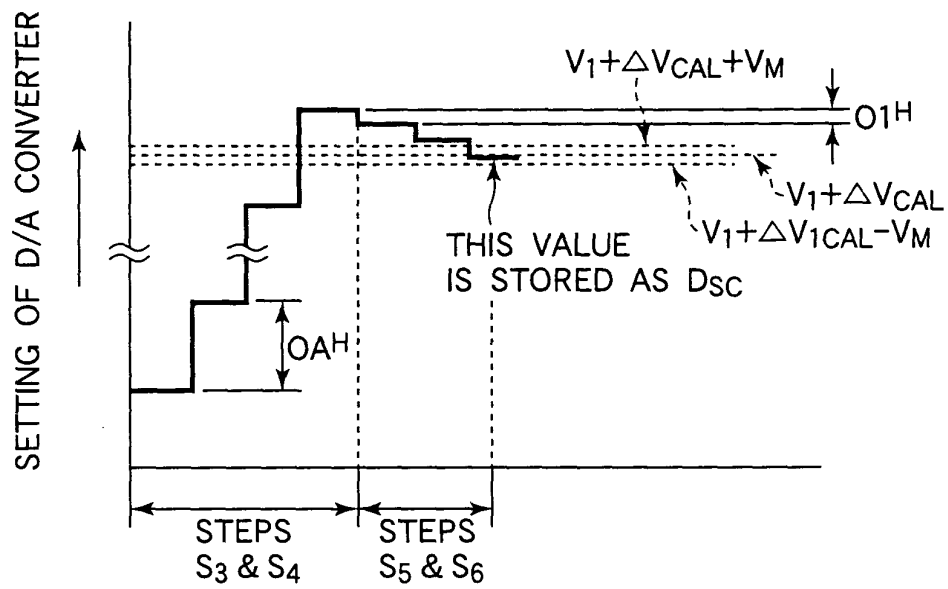 SETTING OF D/A CONVERTER
V1+△VCAL+VM
O1H
V1+△VCAL
V1+△V1CAL−VM
THIS VALUE
IS STORED AS DSC
OAH
STEPS
S3 & S4
STEPS
S5 & S6